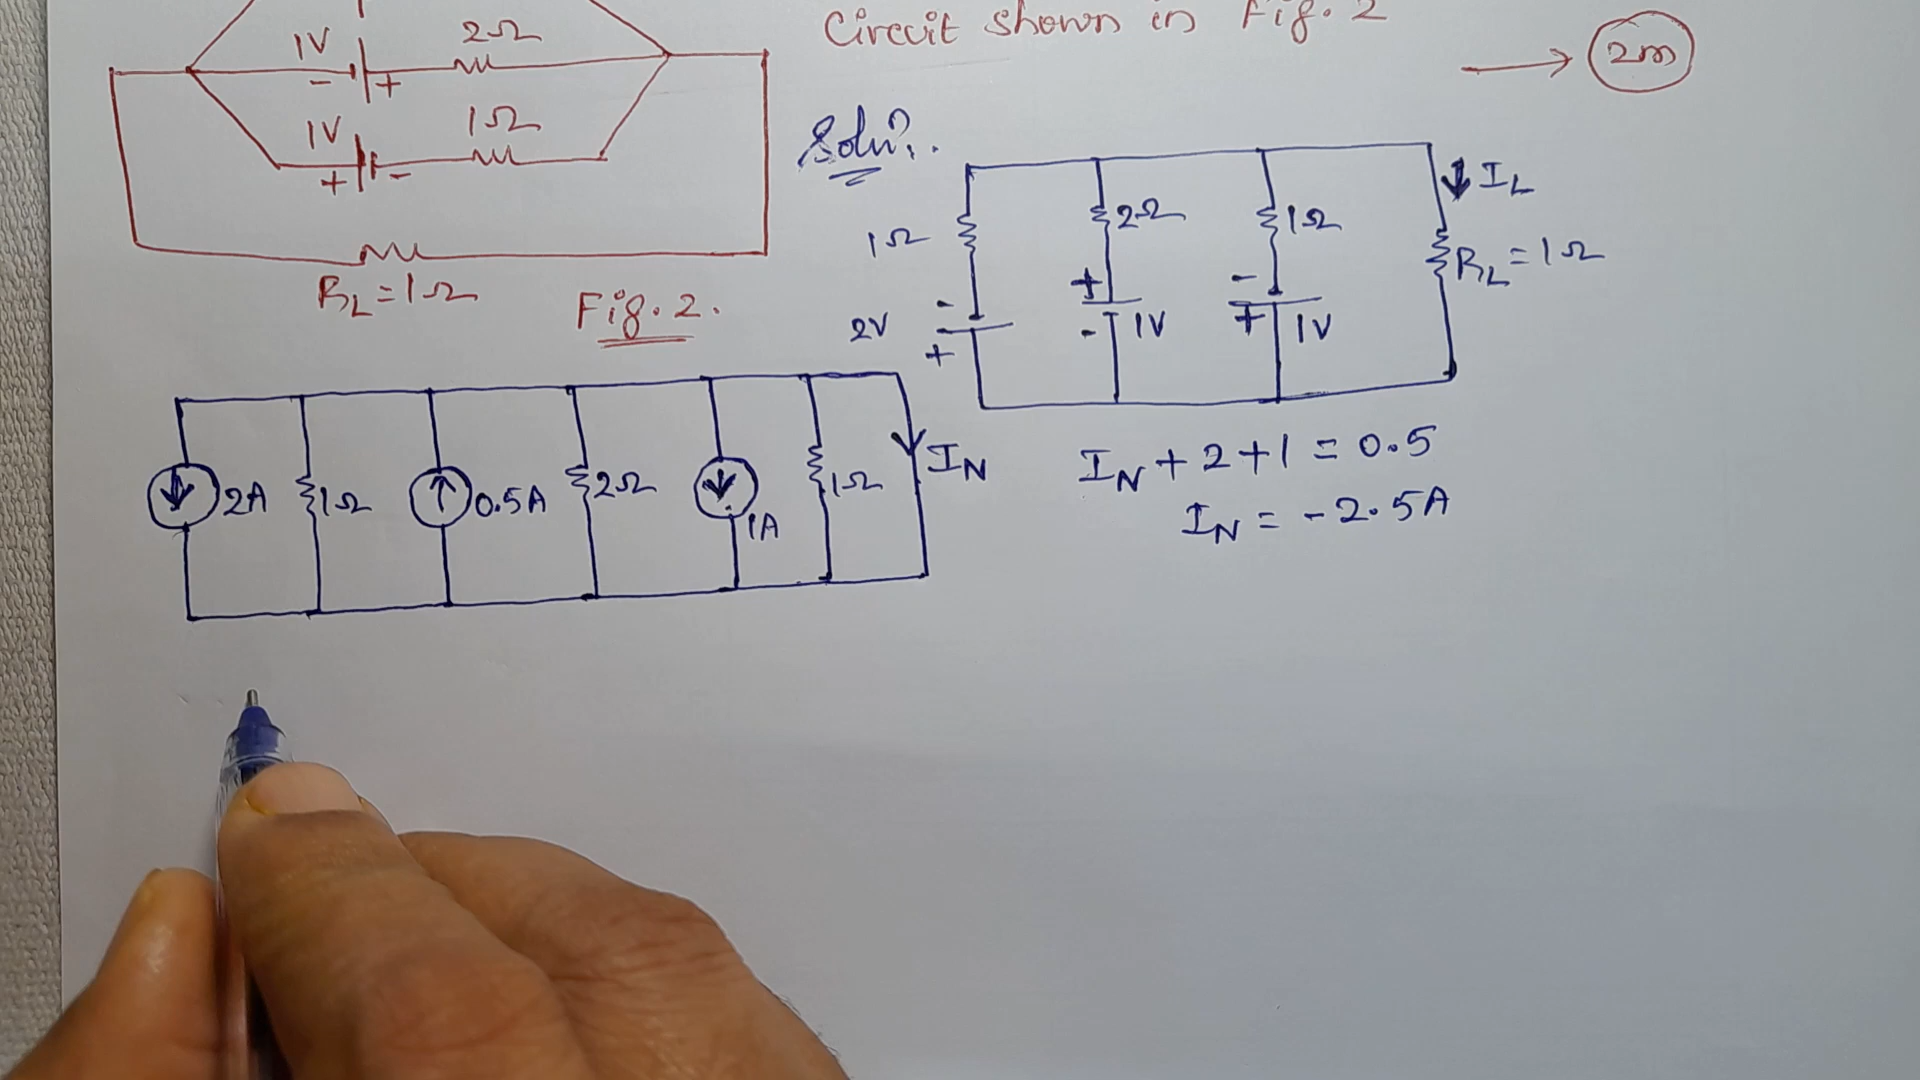 Circuit shown in Fig. 2
→ 2m
1V
- +
2Ω
1V
+ -
1Ω
RL=1Ω
Fig. 2.
Soln:
1Ω
2Ω
1Ω
IL
RL=1Ω
2V
- +
+ - 1V
- + 1V
2A
1Ω
0.5A
2Ω
1A
1Ω
IN
IN + 2 + 1 = 0.5
IN = -2.5A